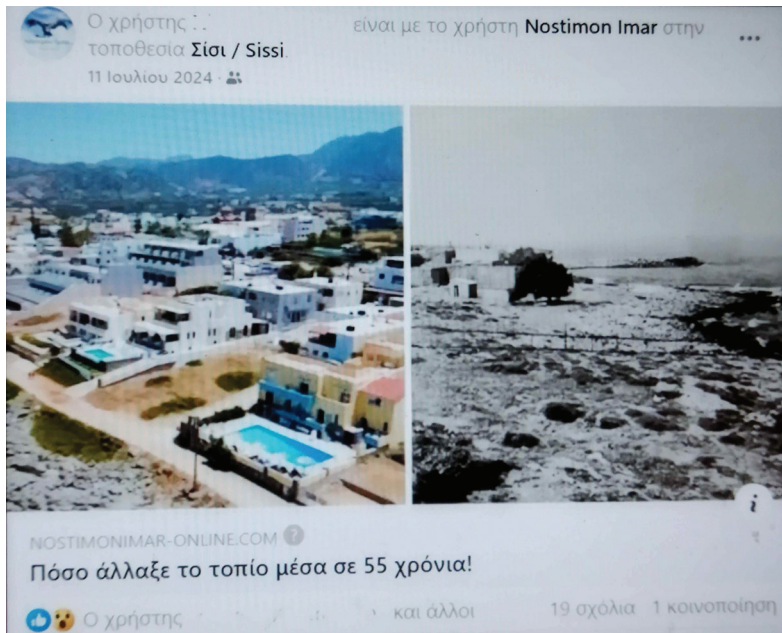 Ο χρήστης είναι με το χρήστη Nostimon Imar στην
τοποθεσία Σίσι / Sissi.
11 Ιουλίου 2024 ·
NOSTIMONIMAR-ONLINE.COM ?
Πόσο άλλαξε το τοπίο μέσα σε 55 χρόνια!
Ο χρήστης και άλλοι 19 σχόλια 1 κοινοποίηση